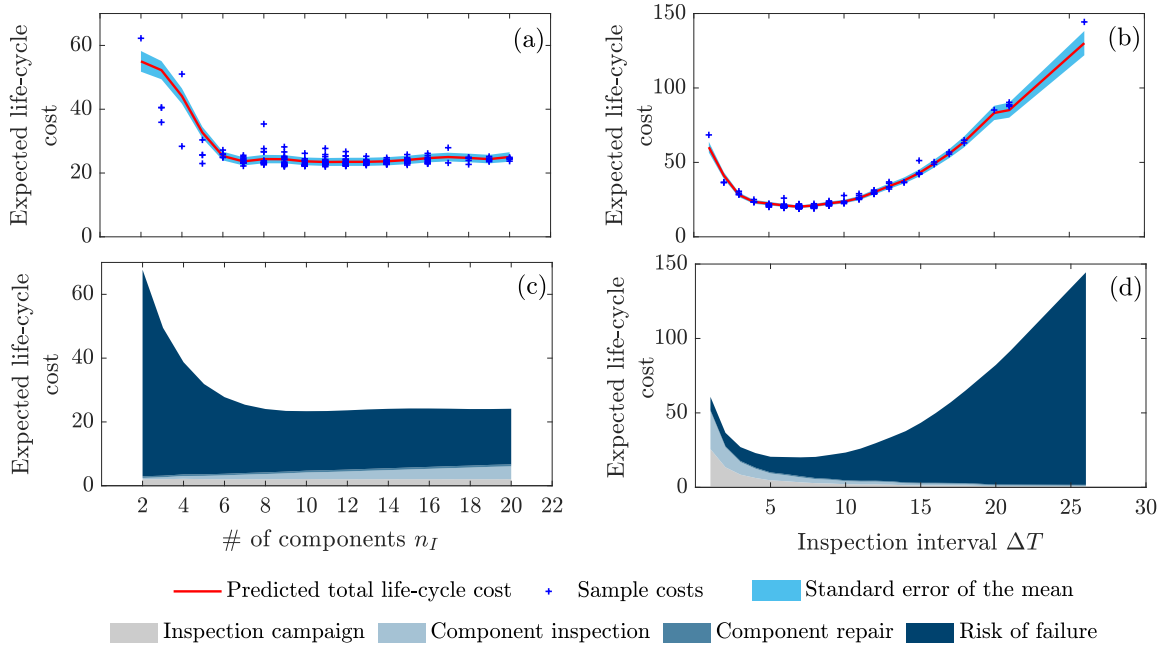 60
40
20
0
Expected life-cycle
cost
(a)
150
100
50
0
Expected life-cycle
cost
(b)
60
40
20
0
2 4 6 8 10 12 14 16 18 20 22
Expected life-cycle
cost
(c)
# of components n_I
150
100
50
0
5 10 15 20 25 30
Expected life-cycle
cost
(d)
Inspection interval ΔT
Predicted total life-cycle cost Sample costs Standard error of the mean
Inspection campaign Component inspection Component repair Risk of failure